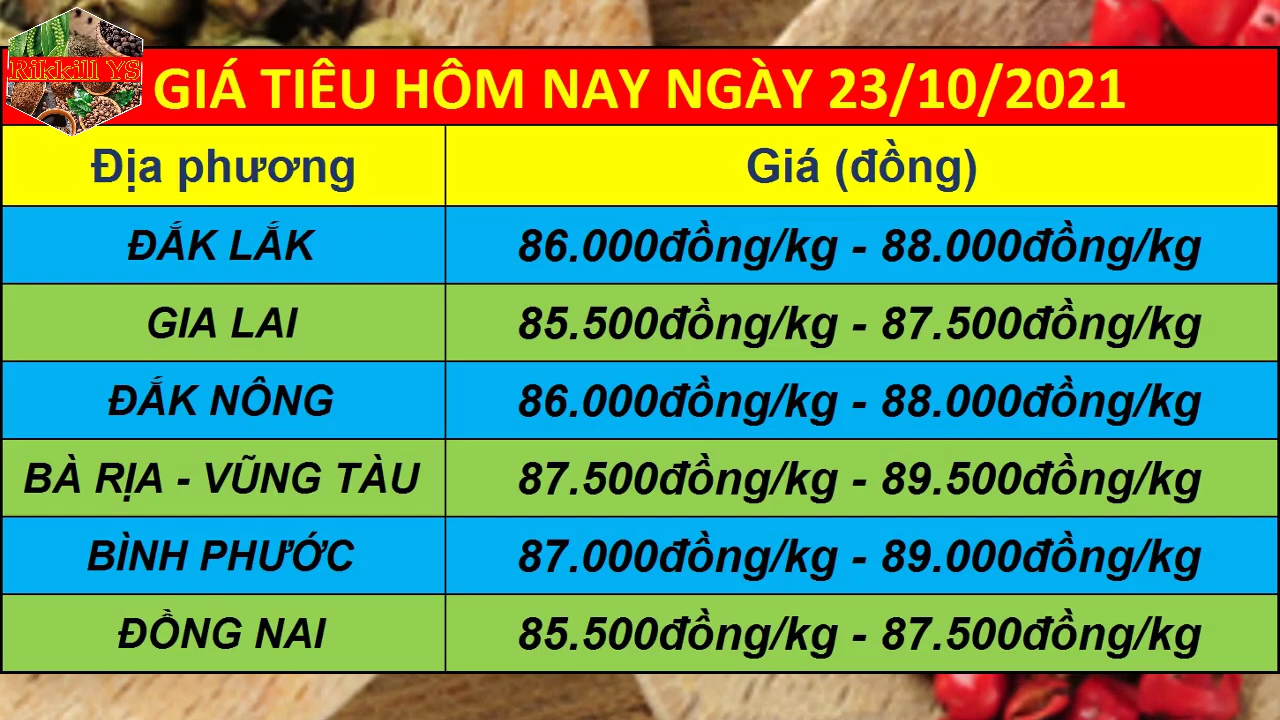 Rikkill YS
GIÁ TIÊU HÔM NAY NGÀY 23/10/2021
Địa phương Giá (đồng)
ĐẮK LẮK 86.000đồng/kg - 88.000đồng/kg
GIA LAI 85.500đồng/kg - 87.500đồng/kg
ĐẮK NÔNG 86.000đồng/kg - 88.000đồng/kg
BÀ RỊA - VŨNG TÀU 87.500đồng/kg - 89.500đồng/kg
BÌNH PHƯỚC 87.000đồng/kg - 89.000đồng/kg
ĐỒNG NAI 85.500đồng/kg - 87.500đồng/kg